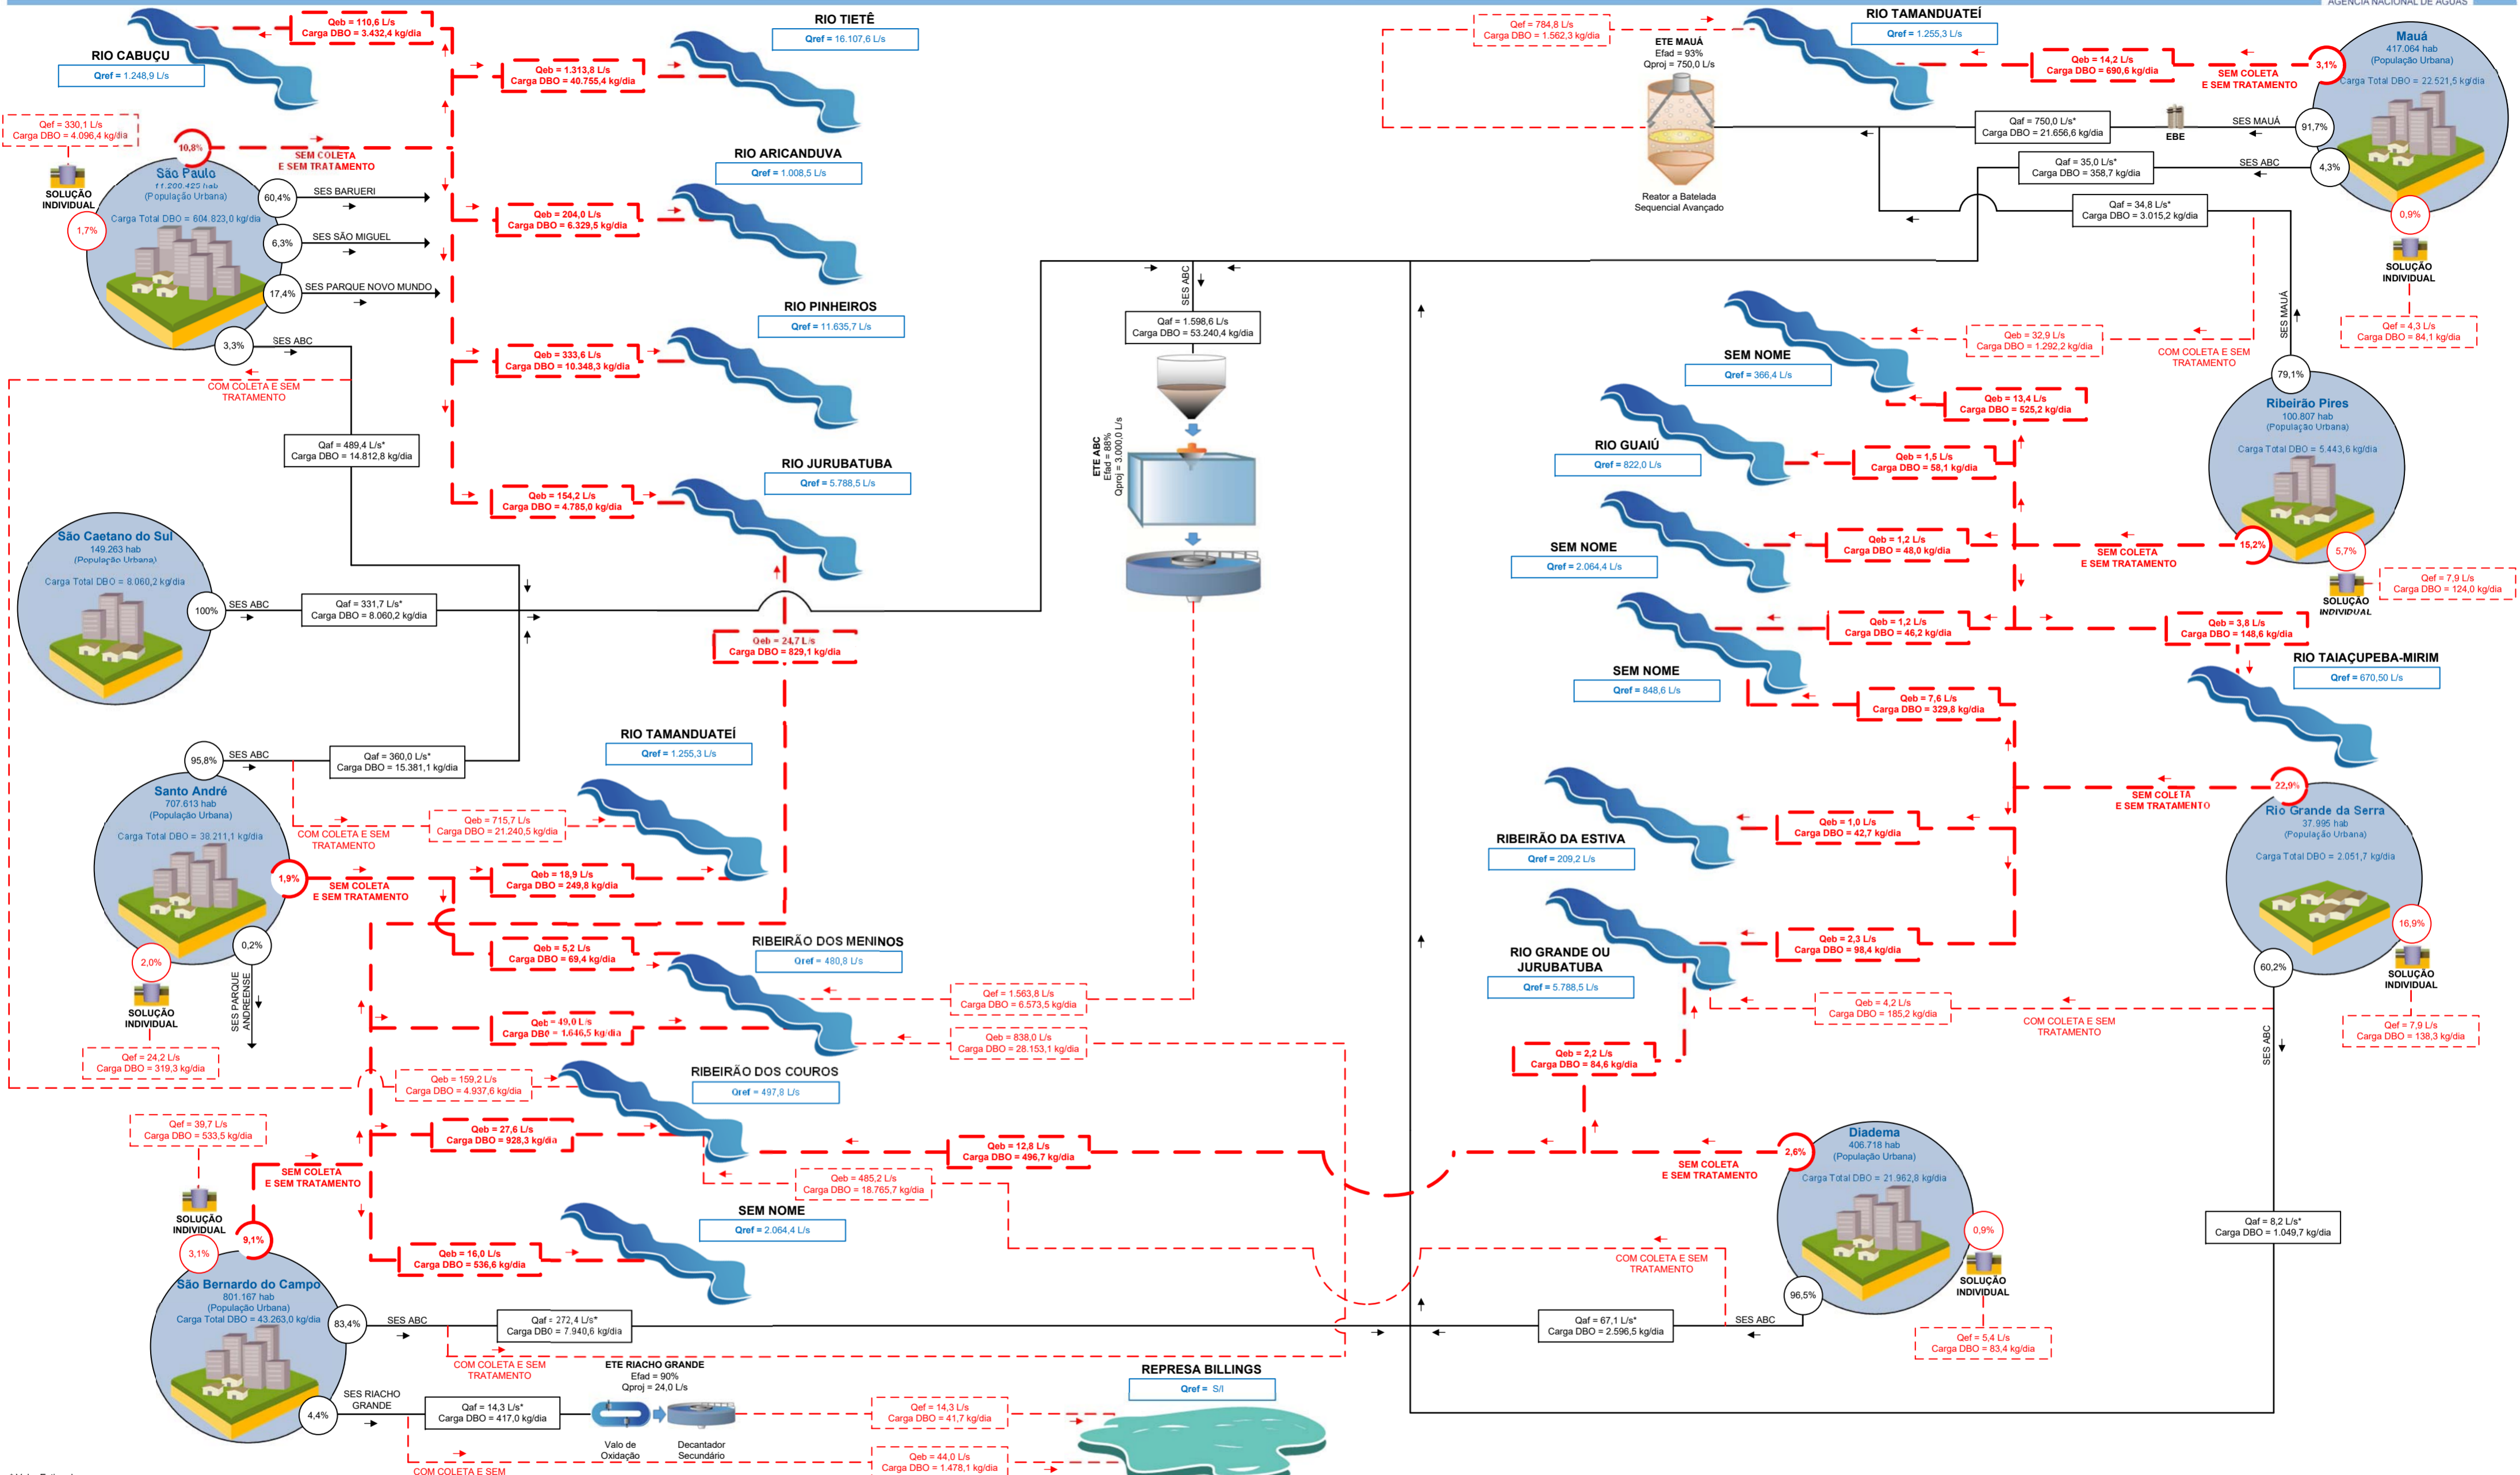 AGÊNCIA NACIONAL DE ÁGUAS
Qeb = 110,6 L/s
Carga DBO = 3.432,4 kg/dia
RIO CABUÇU
Qref = 1.248,9 L/s
RIO TIETÊ
Qref = 16.107,6 L/s
Qeb = 1.313,8 L/s
Carga DBO = 40.755,4 kg/dia
Qef = 330,1 L/s
Carga DBO = 4.096,4 kg/dia
SOLUÇÃO
INDIVIDUAL
1,7%
10,8%
SEM COLETA
E SEM TRATAMENTO
São Paulo
11.200.425 hab
(População Urbana)
Carga Total DBO = 604.823,0 kg/dia
60,4%
SES BARUERI
6,3%
SES SÃO MIGUEL
17,4%
SES PARQUE NOVO MUNDO
3,3%
SES ABC
COM COLETA E SEM
TRATAMENTO
Qaf = 489,4 L/s*
Carga DBO = 14.812,8 kg/dia
RIO ARICANDUVA
Qref = 1.008,5 L/s
Qeb = 204,0 L/s
Carga DBO = 6.329,5 kg/dia
RIO PINHEIROS
Qref = 11.635,7 L/s
Qeb = 333,6 L/s
Carga DBO = 10.348,3 kg/dia
RIO JURUBATUBA
Qref = 5.788,5 L/s
Qeb = 154,2 L/s
Carga DBO = 4.785,0 kg/dia
São Caetano do Sul
149.263 hab
(População Urbana)
Carga Total DBO = 8.060,2 kg/dia
100%
SES ABC
Qaf = 331,7 L/s*
Carga DBO = 8.060,2 kg/dia
Qeb = 24,7 L/s
Carga DBO = 829,1 kg/dia
95,8%
SES ABC
Qaf = 360,0 L/s*
Carga DBO = 15.381,1 kg/dia
Santo André
707.613 hab
(População Urbana)
Carga Total DBO = 38.211,1 kg/dia
COM COLETA E SEM
TRATAMENTO
Qeb = 715,7 L/s
Carga DBO = 21.240,5 kg/dia
RIO TAMANDUATEÍ
Qref = 1.255,3 L/s
1,9%
SEM COLETA
E SEM TRATAMENTO
Qeb = 18,9 L/s
Carga DBO = 249,8 kg/dia
0,2%
SES PARQUE
ANDREENSE
2,0%
SOLUÇÃO
INDIVIDUAL
Qef = 24,2 L/s
Carga DBO = 319,3 kg/dia
Qeb = 5,2 L/s
Carga DBO = 69,4 kg/dia
RIBEIRÃO DOS MENINOS
Qref = 480,8 L/s
Qeb = 49,0 L/s
Carga DBO = 1.646,5 kg/dia
Qef = 1.563,8 L/s
Carga DBO = 6.573,5 kg/dia
Qeb = 838,0 L/s
Carga DBO = 28.153,1 kg/dia
Qeb = 159,2 L/s
Carga DBO = 4.937,6 kg/dia
RIBEIRÃO DOS COUROS
Qref = 497,8 L/s
Qeb = 27,6 L/s
Carga DBO = 928,3 kg/dia
Qeb = 12,8 L/s
Carga DBO = 496,7 kg/dia
Qeb = 485,2 L/s
Carga DBO = 18.765,7 kg/dia
Qef = 39,7 L/s
Carga DBO = 533,5 kg/dia
SOLUÇÃO
INDIVIDUAL
3,1%
9,1%
SEM COLETA
E SEM TRATAMENTO
SEM NOME
Qref = 2.064,4 L/s
Qeb = 16,0 L/s
Carga DBO = 536,6 kg/dia
São Bernardo do Campo
801.167 hab
(População Urbana)
Carga Total DBO = 43.263,0 kg/dia
83,4%
SES ABC
Qaf = 272,4 L/s*
Carga DBO = 7.940,6 kg/dia
COM COLETA E SEM
TRATAMENTO
4,4%
SES RIACHO
GRANDE
Qaf = 14,3 L/s*
Carga DBO = 417,0 kg/dia
ETE RIACHO GRANDE
Efad = 90%
Qproj = 24,0 L/s
Valo de
Oxidação
Decantador
Secundário
COM COLETA E SEM
Qef = 14,3 L/s
Carga DBO = 41,7 kg/dia
Qeb = 44,0 L/s
Carga DBO = 1.478,1 kg/dia
REPRESA BILLINGS
Qref = S/I
SES ABC
Qaf = 1.598,6 L/s
Carga DBO = 53.240,4 kg/dia
ETE ABC
Efad = 88%
Qproj = 3.000,0 L/s
Qef = 784,8 L/s
Carga DBO = 1.562,3 kg/dia
ETE MAUÁ
Efad = 93%
Qproj = 750,0 L/s
Reator a Batelada
Sequencial Avançado
RIO TAMANDUATEÍ
Qref = 1.255,3 L/s
Qeb = 14,2 L/s
Carga DBO = 690,6 kg/dia
SEM COLETA
E SEM TRATAMENTO
3,1%
Mauá
417.064 hab
(População Urbana)
Carga Total DBO = 22.521,5 kg/dia
Qaf = 750,0 L/s*
Carga DBO = 21.656,6 kg/dia
EBE
SES MAUÁ
91,7%
Qaf = 35,0 L/s*
Carga DBO = 358,7 kg/dia
SES ABC
4,3%
0,9%
SOLUÇÃO
INDIVIDUAL
Qef = 4,3 L/s
Carga DBO = 84,1 kg/dia
Qaf = 34,8 L/s*
Carga DBO = 3.015,2 kg/dia
SES MAUÁ
SEM NOME
Qref = 366,4 L/s
Qeb = 32,9 L/s
Carga DBO = 1.292,2 kg/dia
COM COLETA E SEM
TRATAMENTO
79,1%
Ribeirão Pires
100.807 hab
(População Urbana)
Carga Total DBO = 5.443,6 kg/dia
Qeb = 13,4 L/s
Carga DBO = 525,2 kg/dia
RIO GUAIÚ
Qref = 822,0 L/s
Qeb = 1,5 L/s
Carga DBO = 58,1 kg/dia
SEM NOME
Qref = 2.064,4 L/s
Qeb = 1,2 L/s
Carga DBO = 48,0 kg/dia
SEM COLETA
E SEM TRATAMENTO
15,2%
5,7%
SOLUÇÃO
INDIVIDUAL
Qef = 7,9 L/s
Carga DBO = 124,0 kg/dia
Qeb = 1,2 L/s
Carga DBO = 46,2 kg/dia
Qeb = 3,8 L/s
Carga DBO = 148,6 kg/dia
RIO TAIAÇUPEBA-MIRIM
Qref = 670,50 L/s
SEM NOME
Qref = 848,6 L/s
Qeb = 7,6 L/s
Carga DBO = 329,8 kg/dia
SEM COLETA
E SEM TRATAMENTO
22,9%
Rio Grande da Serra
37.995 hab
(População Urbana)
Carga Total DBO = 2.051,7 kg/dia
RIBEIRÃO DA ESTIVA
Qref = 209,2 L/s
Qeb = 1,0 L/s
Carga DBO = 42,7 kg/dia
RIO GRANDE OU
JURUBATUBA
Qref = 5.788,5 L/s
Qeb = 2,3 L/s
Carga DBO = 98,4 kg/dia
Qeb = 4,2 L/s
Carga DBO = 185,2 kg/dia
COM COLETA E SEM
TRATAMENTO
60,2%
16,9%
SOLUÇÃO
INDIVIDUAL
Qef = 7,9 L/s
Carga DBO = 138,3 kg/dia
SES ABC
Qeb = 2,2 L/s
Carga DBO = 84,6 kg/dia
SEM COLETA
E SEM TRATAMENTO
2,6%
Diadema
406.718 hab
(População Urbana)
Carga Total DBO = 21.962,8 kg/dia
0,9%
SOLUÇÃO
INDIVIDUAL
Qef = 5,4 L/s
Carga DBO = 83,4 kg/dia
96,5%
SES ABC
COM COLETA E SEM
TRATAMENTO
Qaf = 67,1 L/s*
Carga DBO = 2.596,5 kg/dia
Qaf = 8,2 L/s*
Carga DBO = 1.049,7 kg/dia